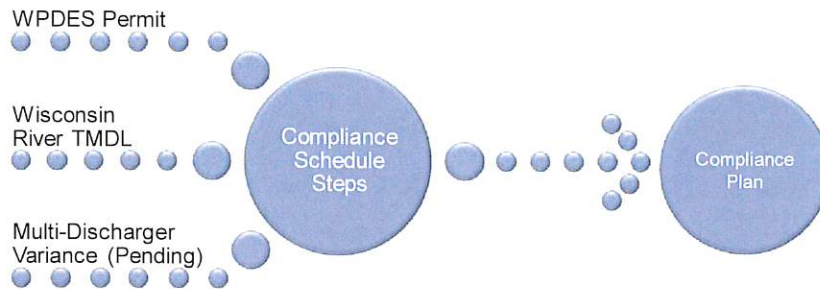 WPDES Permit
Wisconsin
River TMDL
Multi-Discharger
Variance (Pending)
Compliance
Schedule
Steps
Compliance
Plan